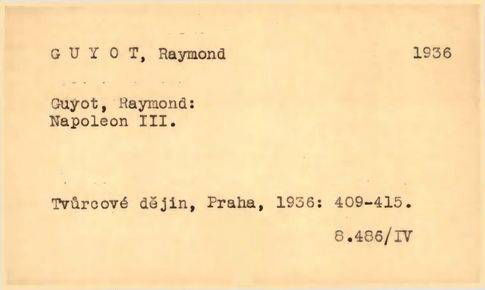 G U Y O T, Raymond 1936
Guyot, Raymond:
Napoleon III.
Tvůrcové dějin, Praha, 1936: 409-415.
8.486/IV